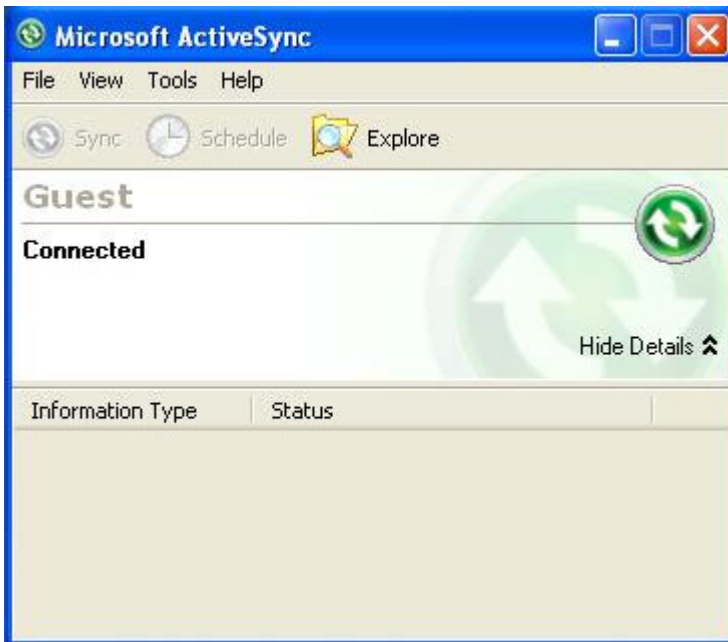 Microsoft ActiveSync
File View Tools Help
Sync Schedule Explore
Guest
Connected
Hide Details
Information Type Status